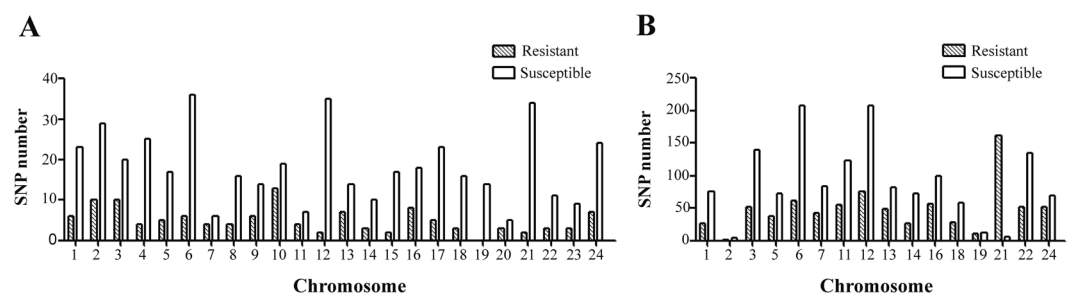 A
B
Resistant
Susceptible
Resistant
Susceptible
SNP number
40
30
20
10
0
1 2 3 4 5 6 7 8 9 10 11 12 13 14 15 16 17 18 19 20 21 22 23 24
Chromosome
SNP number
250
200
150
100
50
0
1 2 3 5 6 7 11 12 13 14 16 18 19 21 22 24
Chromosome